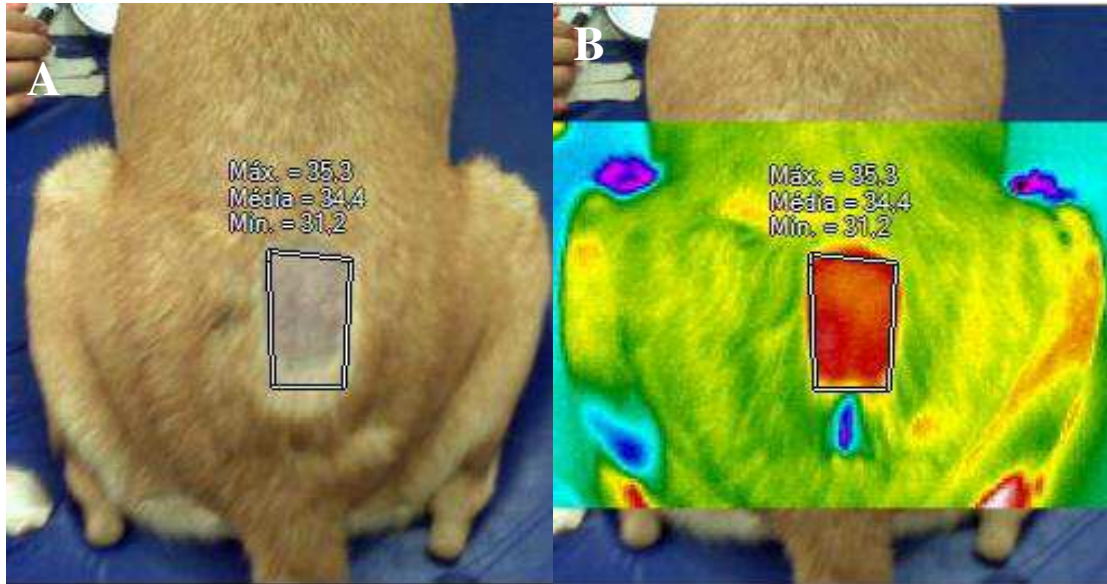 A
Máx. = 35,3
Média = 34,4
Mín. = 31,2
B
Máx. = 35,3
Média = 34,4
Mín. = 31,2